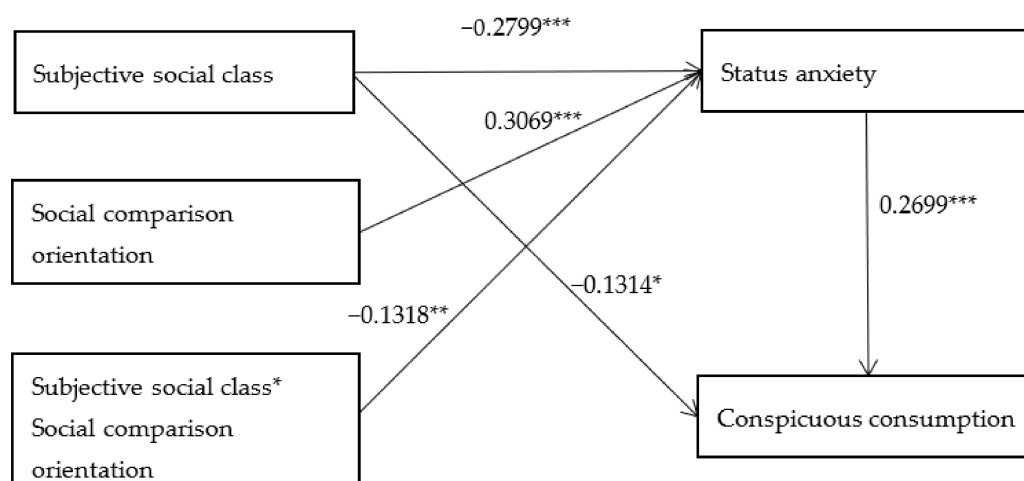 −0.2799***
Subjective social class
Status anxiety
0.3069***
Social comparison
orientation
0.2699***
−0.1314*
−0.1318**
Subjective social class*
Social comparison
orientation
Conspicuous consumption